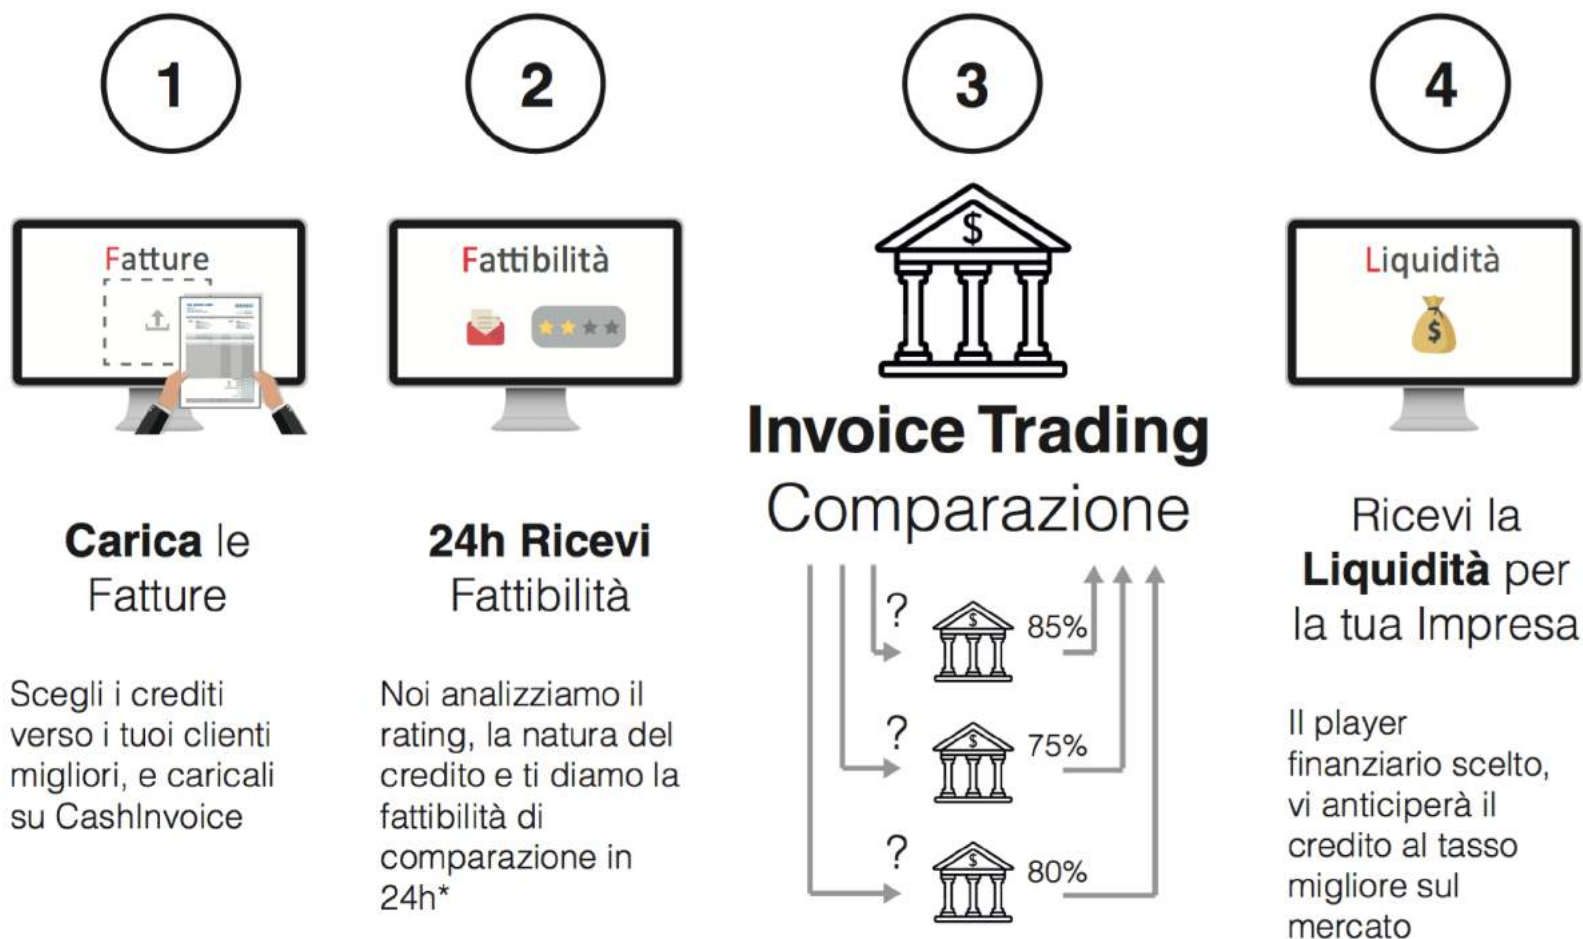 1
Fatture
Carica le
Fatture
Scegli i crediti
verso i tuoi clienti
migliori, e caricali
su CashInvoice
2
Fattibilità
24h Ricevi
Fattibilità
Noi analizziamo il
rating, la natura del
credito e ti diamo la
fattibilità di
comparazione in
24h*
3
$
Invoice Trading
Comparazione
?
$
85%
?
$
75%
?
$
80%
4
Liquidità
$
Ricevi la
Liquidità per
la tua Impresa
Il player
finanziario scelto,
vi anticiperà il
credito al tasso
migliore sul
mercato